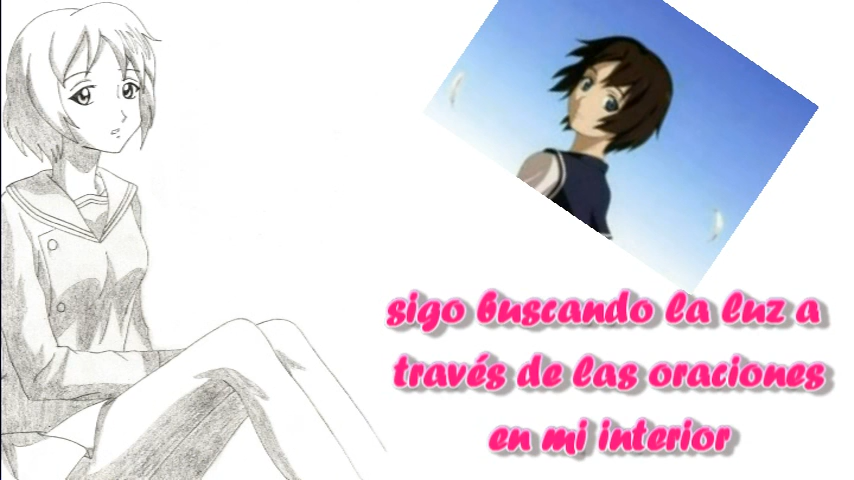 sigo buscando la luz a
través de las oraciones
en mi interior